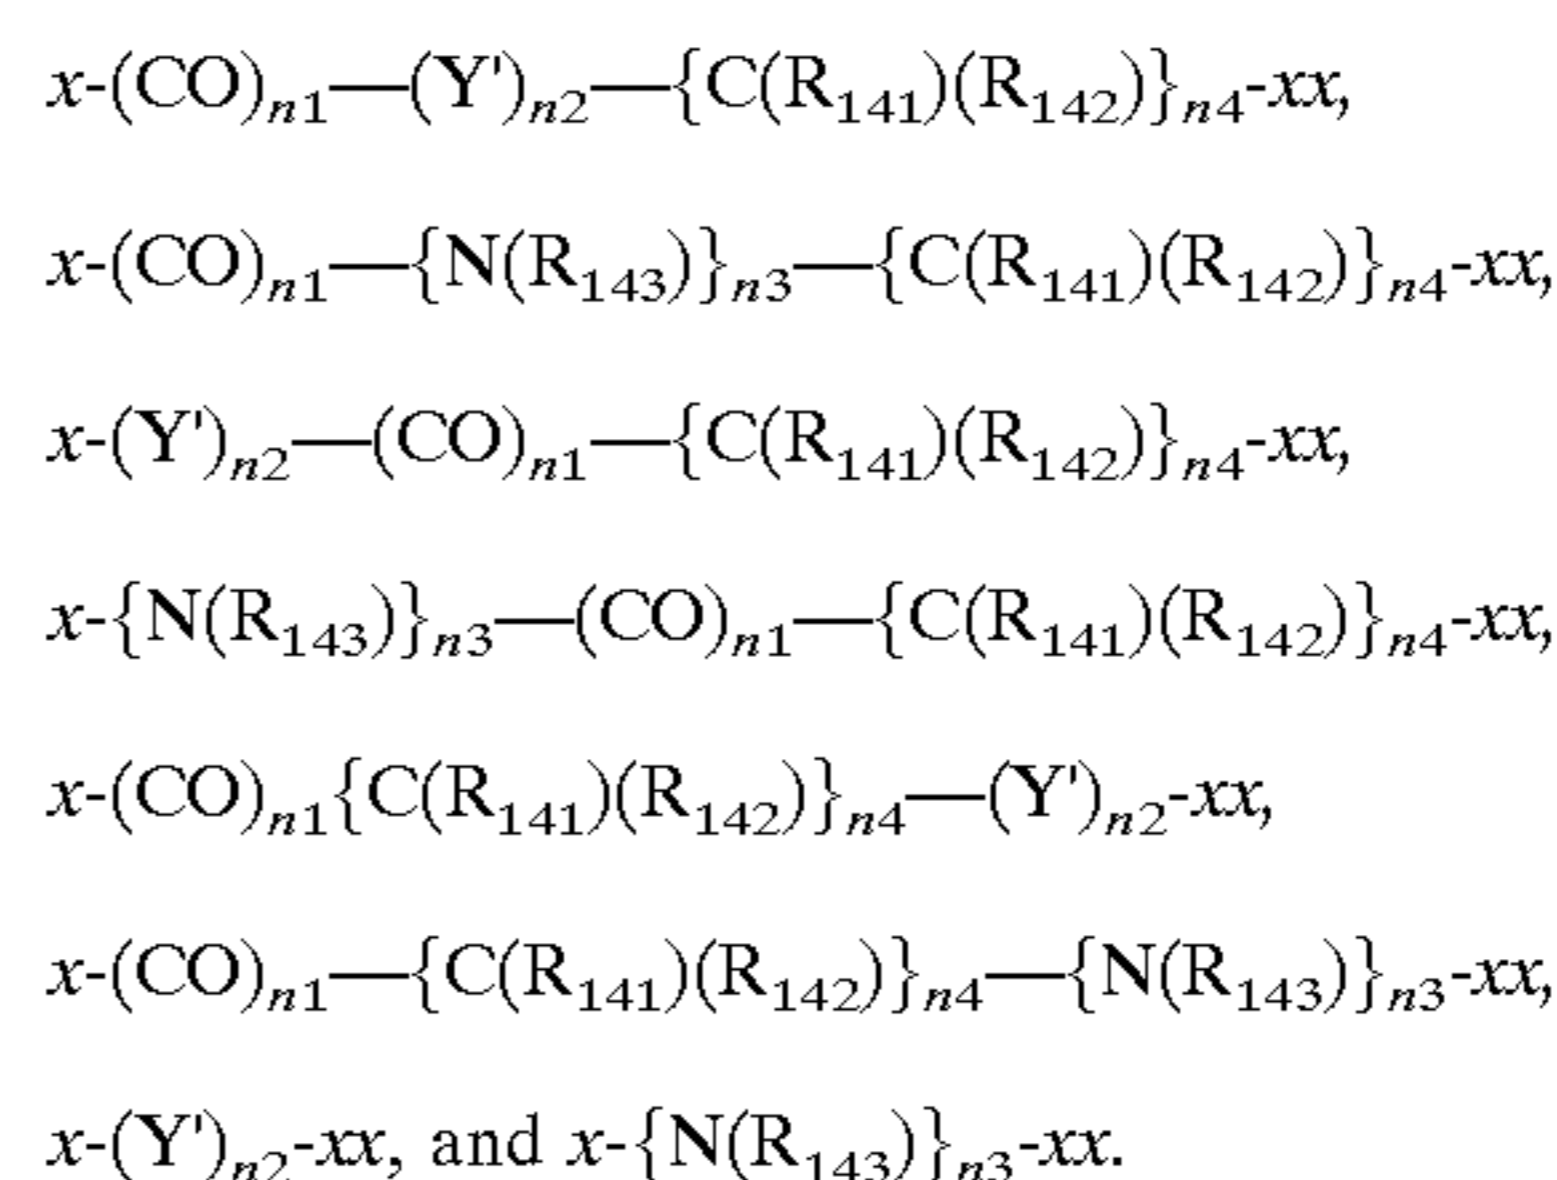 x-(CO)n1—(Y')n2—{C(R141)(R142)}n4-xx,
x-(CO)n1—{N(R143)}n3—{C(R141)(R142)}n4-xx,
x-(Y')n2—(CO)n1—{C(R141)(R142)}n4-xx,
x-{N(R143)}n3—(CO)n1—{C(R141)(R142)}n4-xx,
x-(CO)n1{C(R141)(R142)}n4—(Y')n2-xx,
x-(CO)n1—{C(R141)(R142)}n4—{N(R143)}n3-xx,
x-(Y')n2-xx, and x-{N(R143)}n3-xx.